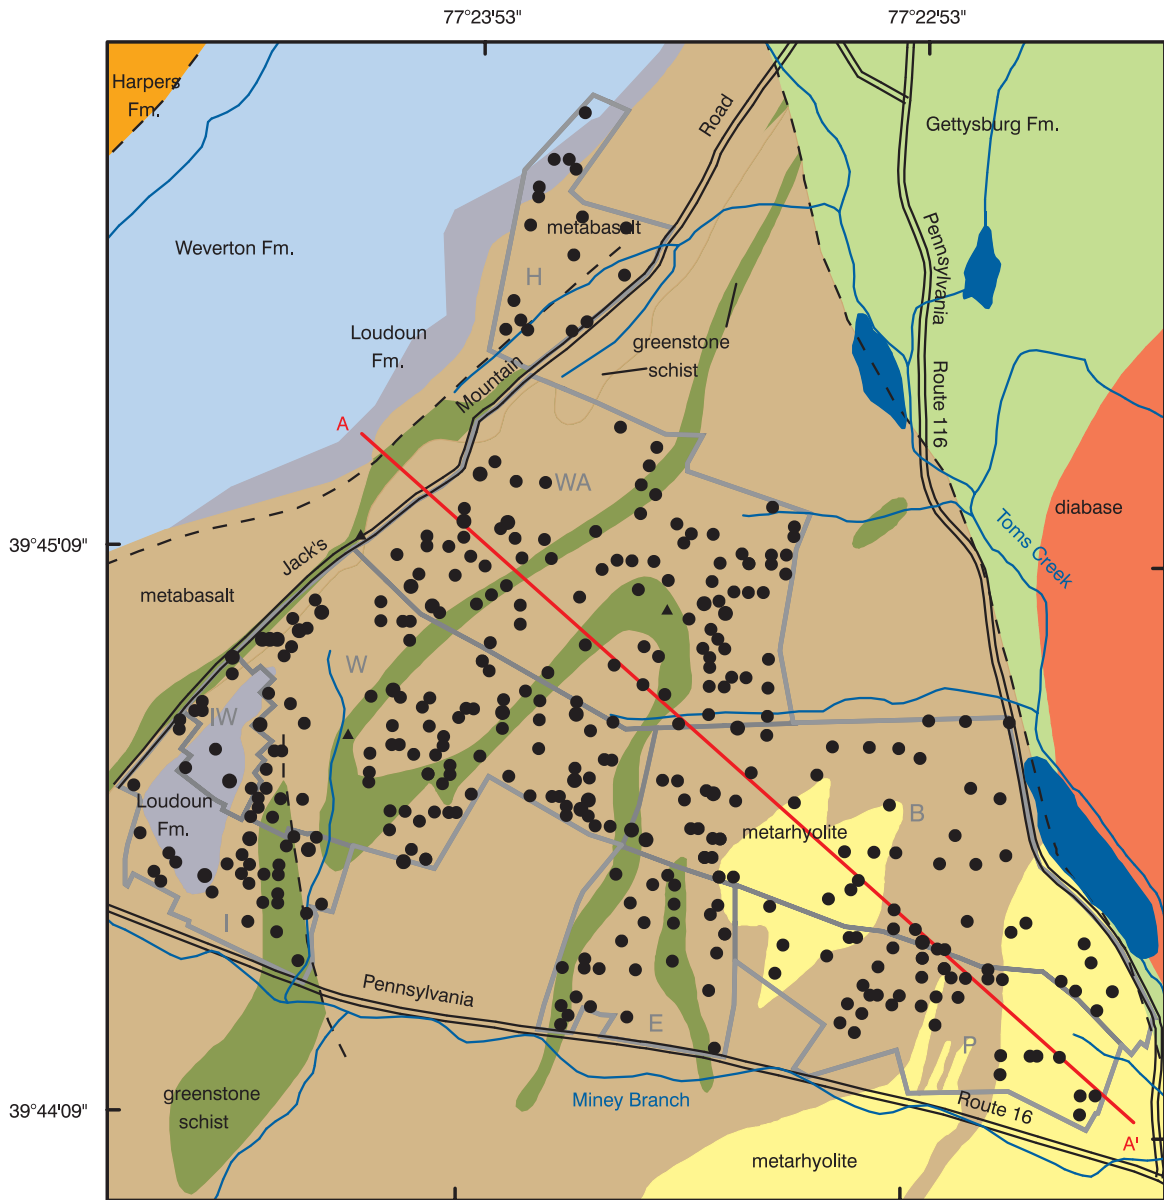 77°23'53"
77°22'53"
Harpers
Fm.
Road
Gettysburg Fm.
Weverton Fm.
metabasalt
Pennsylvania
H
Loudoun
Fm.
greenstone
schist
Mountain
Route 116
A
WA
diabase
39°45'09"
Jack's
Toms Creek
metabasalt
W
IW
Loudoun
Fm.
metarhyolite
B
I
Pennsylvania
E
P
greenstone
schist
Miney Branch
Route 16
39°44'09"
A'
metarhyolite